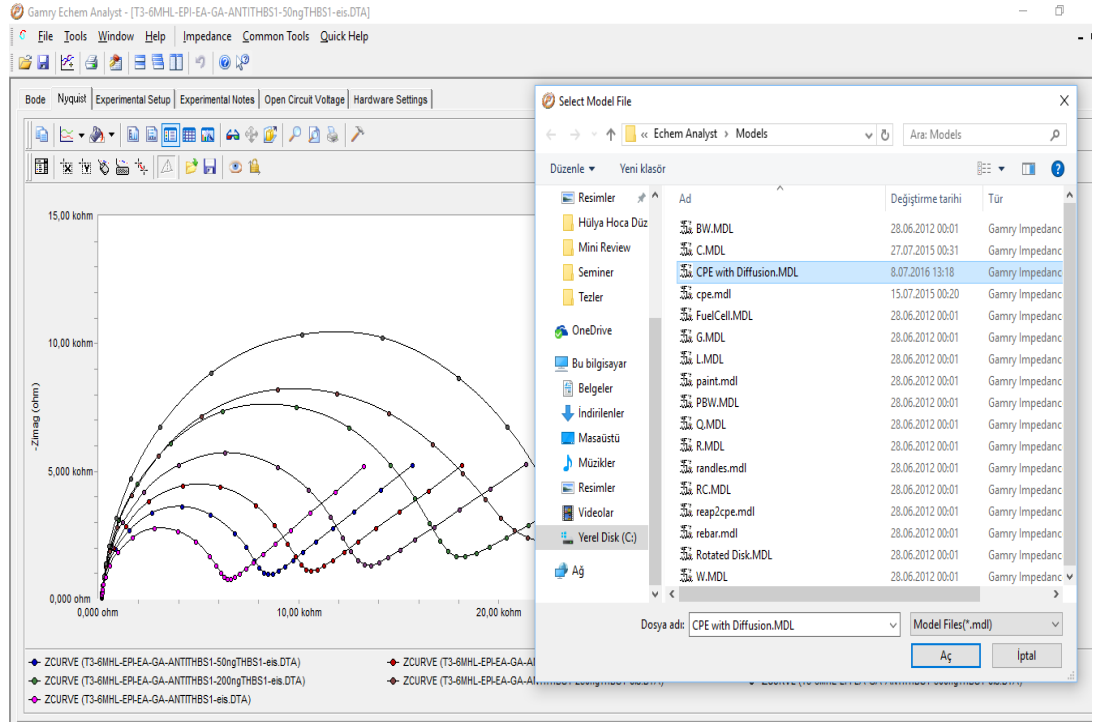 Gamry Echem Analyst - [T3-6MHL-EPI-EA-GA-ANTITHBS1-50ngTHBS1-eis.DTA]
File Tools Window Help Impedance Common Tools Quick Help
Bode Nyquist Experimental Setup Experimental Notes Open Circuit Voltage Hardware Settings
15,00 kohm
10,00 kohm
5,000 kohm
0,000 ohm
-Zimag (ohm)
0,000 ohm 10,00 kohm 20,00 kohm
ZCURVE (T3-6MHL-EPI-EA-GA-ANTITHBS1-50ngTHBS1-eis.DTA)
ZCURVE (T3-6MHL-EPI-EA-GA-A
ZCURVE (T3-6MHL-EPI-EA-GA-ANTITHBS1-200ngTHBS1-eis.DTA)
ZCURVE (T3-6MHL-EPI-EA-GA-A
ZCURVE (T3-6MHL-EPI-EA-GA-ANTITHBS1-eis.DTA)
Select Model File
« Echem Analyst > Models
Ara: Models
Düzenle Yeni klasör
Resimler
Hülya Hoca Düz
Mini Review
Seminer
Tezler
OneDrive
Bu bilgisayar
Belgeler
İndirilenler
Masaüstü
Müzikler
Resimler
Videolar
Yerel Disk (C:)
Ağ
Ad Değiştirme tarihi Tür
BW.MDL 28.06.2012 00:01 Gamry Impedanc
C.MDL 27.07.2015 00:31 Gamry Impedanc
CPE with Diffusion.MDL 8.07.2016 13:18 Gamry Impedanc
cpe.mdl 15.07.2015 00:20 Gamry Impedanc
FuelCell.MDL 28.06.2012 00:01 Gamry Impedanc
G.MDL 28.06.2012 00:01 Gamry Impedanc
L.MDL 28.06.2012 00:01 Gamry Impedanc
paint.mdl 28.06.2012 00:01 Gamry Impedanc
PBW.MDL 28.06.2012 00:01 Gamry Impedanc
Q.MDL 28.06.2012 00:01 Gamry Impedanc
R.MDL 28.06.2012 00:01 Gamry Impedanc
randles.mdl 28.06.2012 00:01 Gamry Impedanc
RC.MDL 28.06.2012 00:01 Gamry Impedanc
reap2cpe.mdl 28.06.2012 00:01 Gamry Impedanc
rebar.mdl 28.06.2012 00:01 Gamry Impedanc
Rotated Disk.MDL 28.06.2012 00:01 Gamry Impedanc
W.MDL 28.06.2012 00:01 Gamry Impedanc
Dosya adı: CPE with Diffusion.MDL Model Files(*.mdl)
Aç İptal